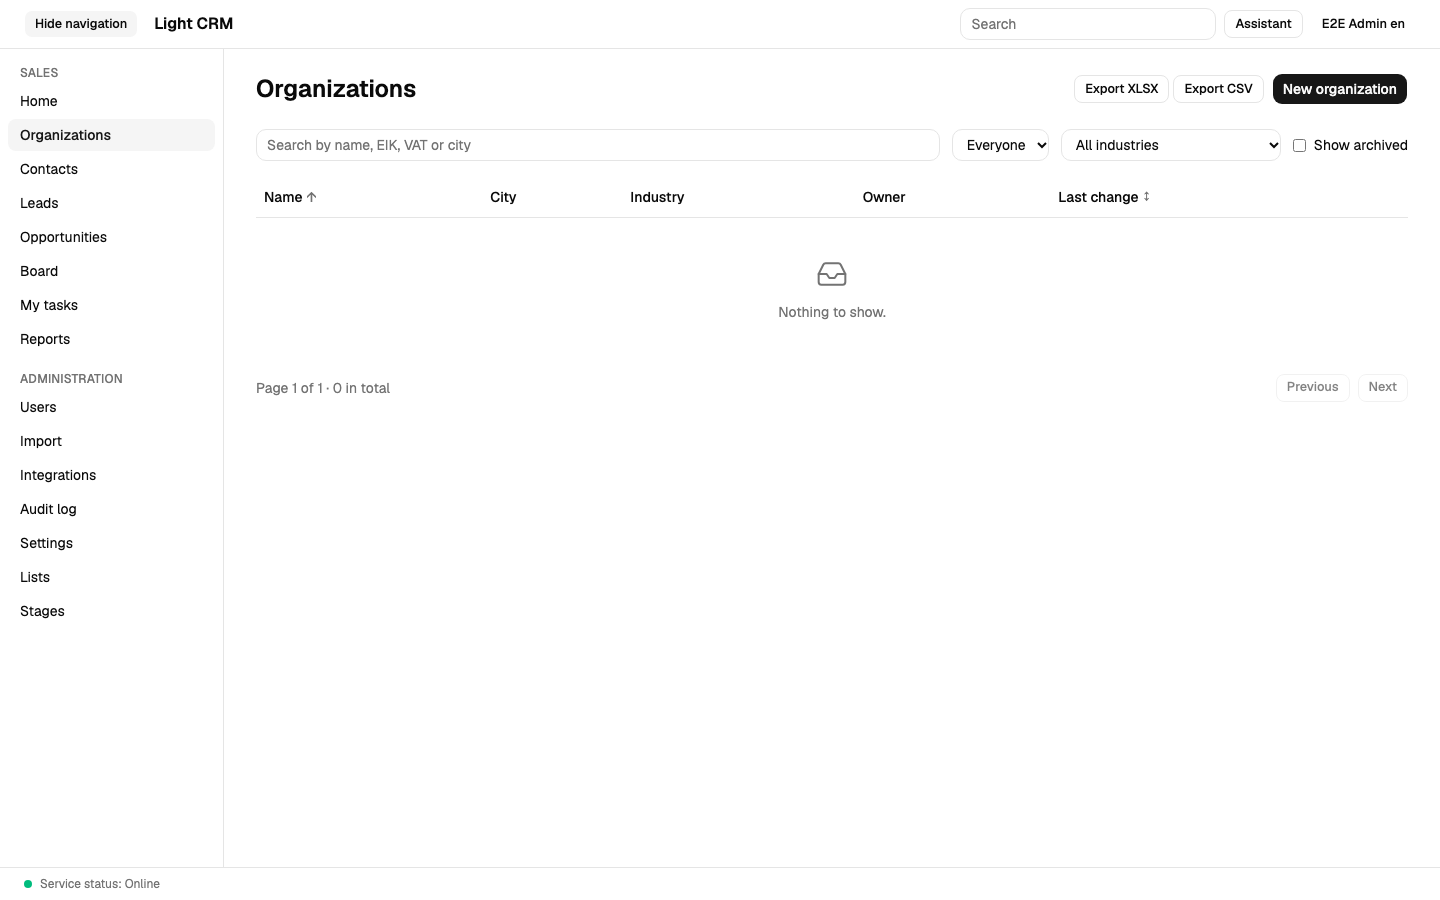 Hide navigation Light CRM Search Assistant E2E Admin en
SALES
Home
Organizations
Contacts
Leads
Opportunities
Board
My tasks
Reports
ADMINISTRATION
Users
Import
Integrations
Audit log
Settings
Lists
Stages
Organizations Export XLSX Export CSV New organization
Search by name, EIK, VAT or city Everyone All industries Show archived
Name ↑ City Industry Owner Last change ↕
Nothing to show.
Page 1 of 1 · 0 in total Previous Next
Service status: Online